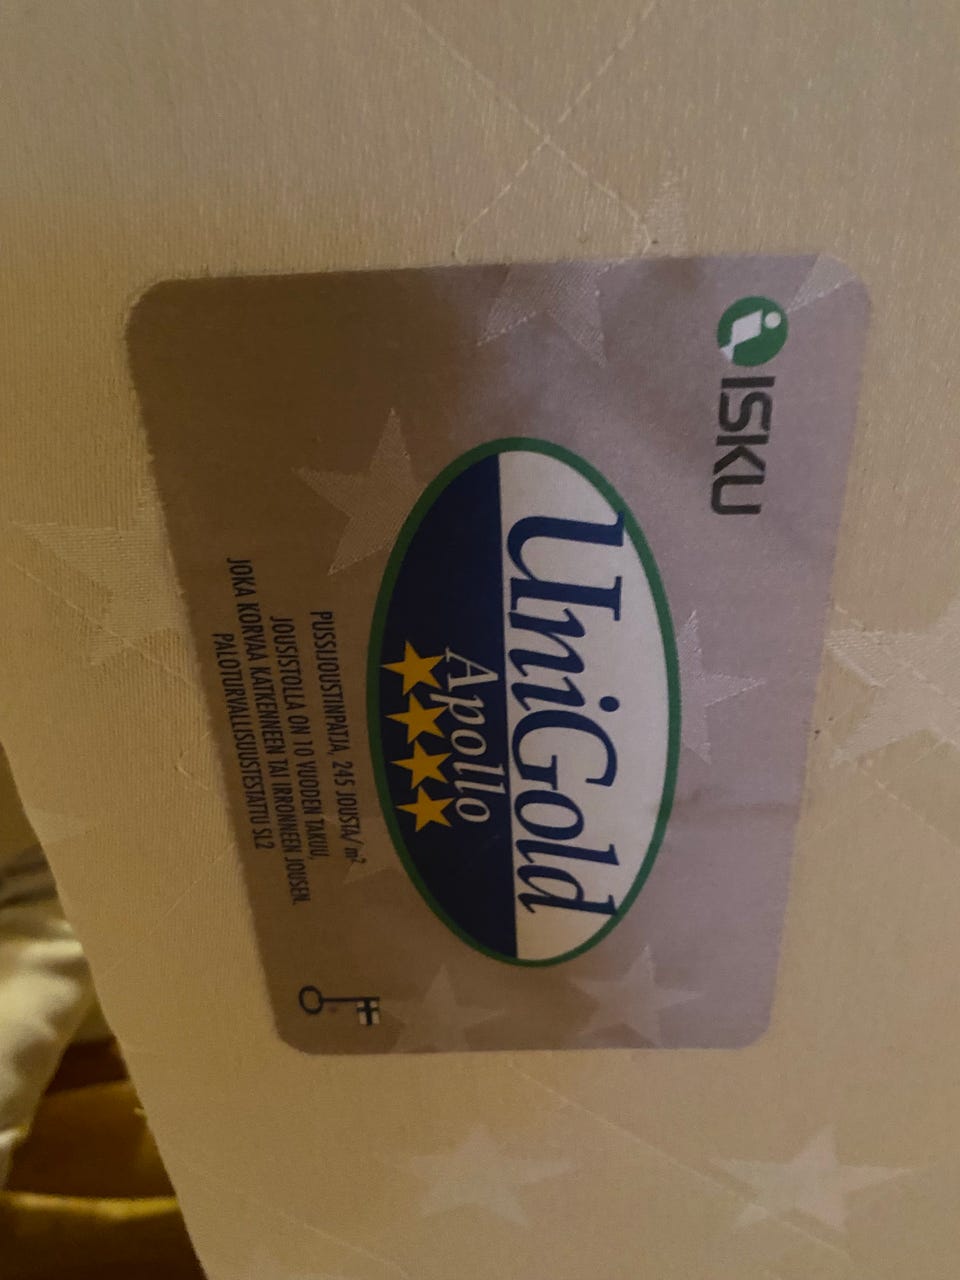 ISKU
UniGold
Apollo
PUSSIJOUSTINPATJA, 245 JOUSTA/m²
JOUSISTOLLA ON 10 VUODEN TAKUU,
JOKA KORVAA KATKENNEEN TAI IRRONNEEN JOUSEN.
PALOTURVALLISUUSTESTATTU SL2